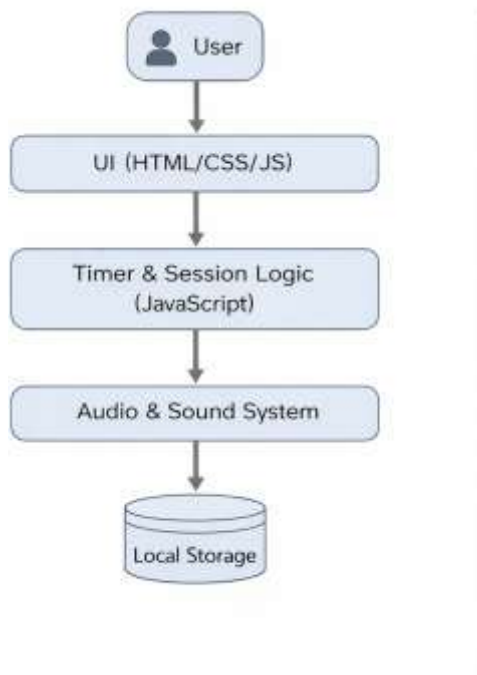 User
UI (HTML/CSS/JS)
Timer & Session Logic
(JavaScript)
Audio & Sound System
Local Storage